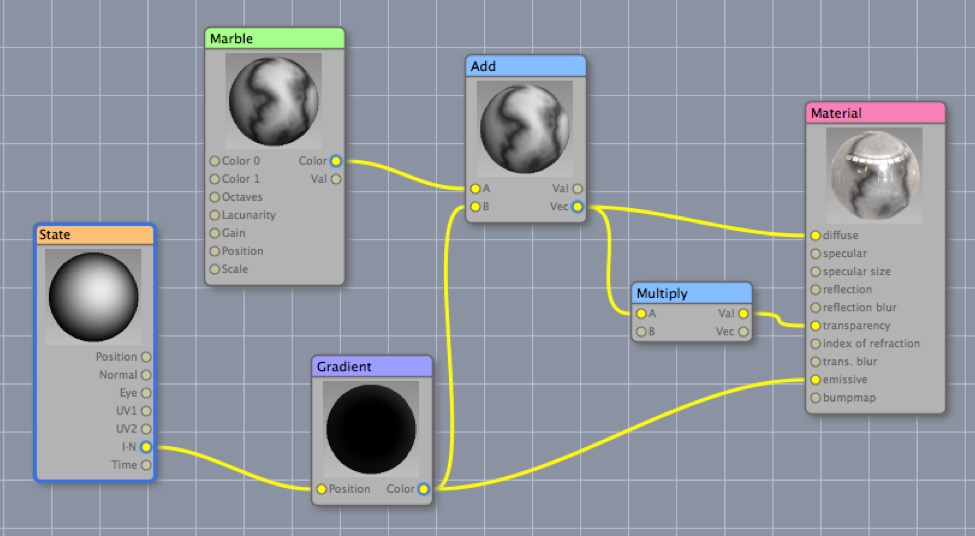 Marble
Color 0 Color
Color 1 Val
Octaves
Lacunarity
Gain
Position
Scale
Add
A Val
B Vec
Material
diffuse
specular
specular size
reflection
reflection blur
transparency
index of refraction
trans. blur
emissive
bumpmap
State
Position
Normal
Eye
UV1
UV2
I·N
Time
Multiply
A Val
B Vec
Gradient
Position Color